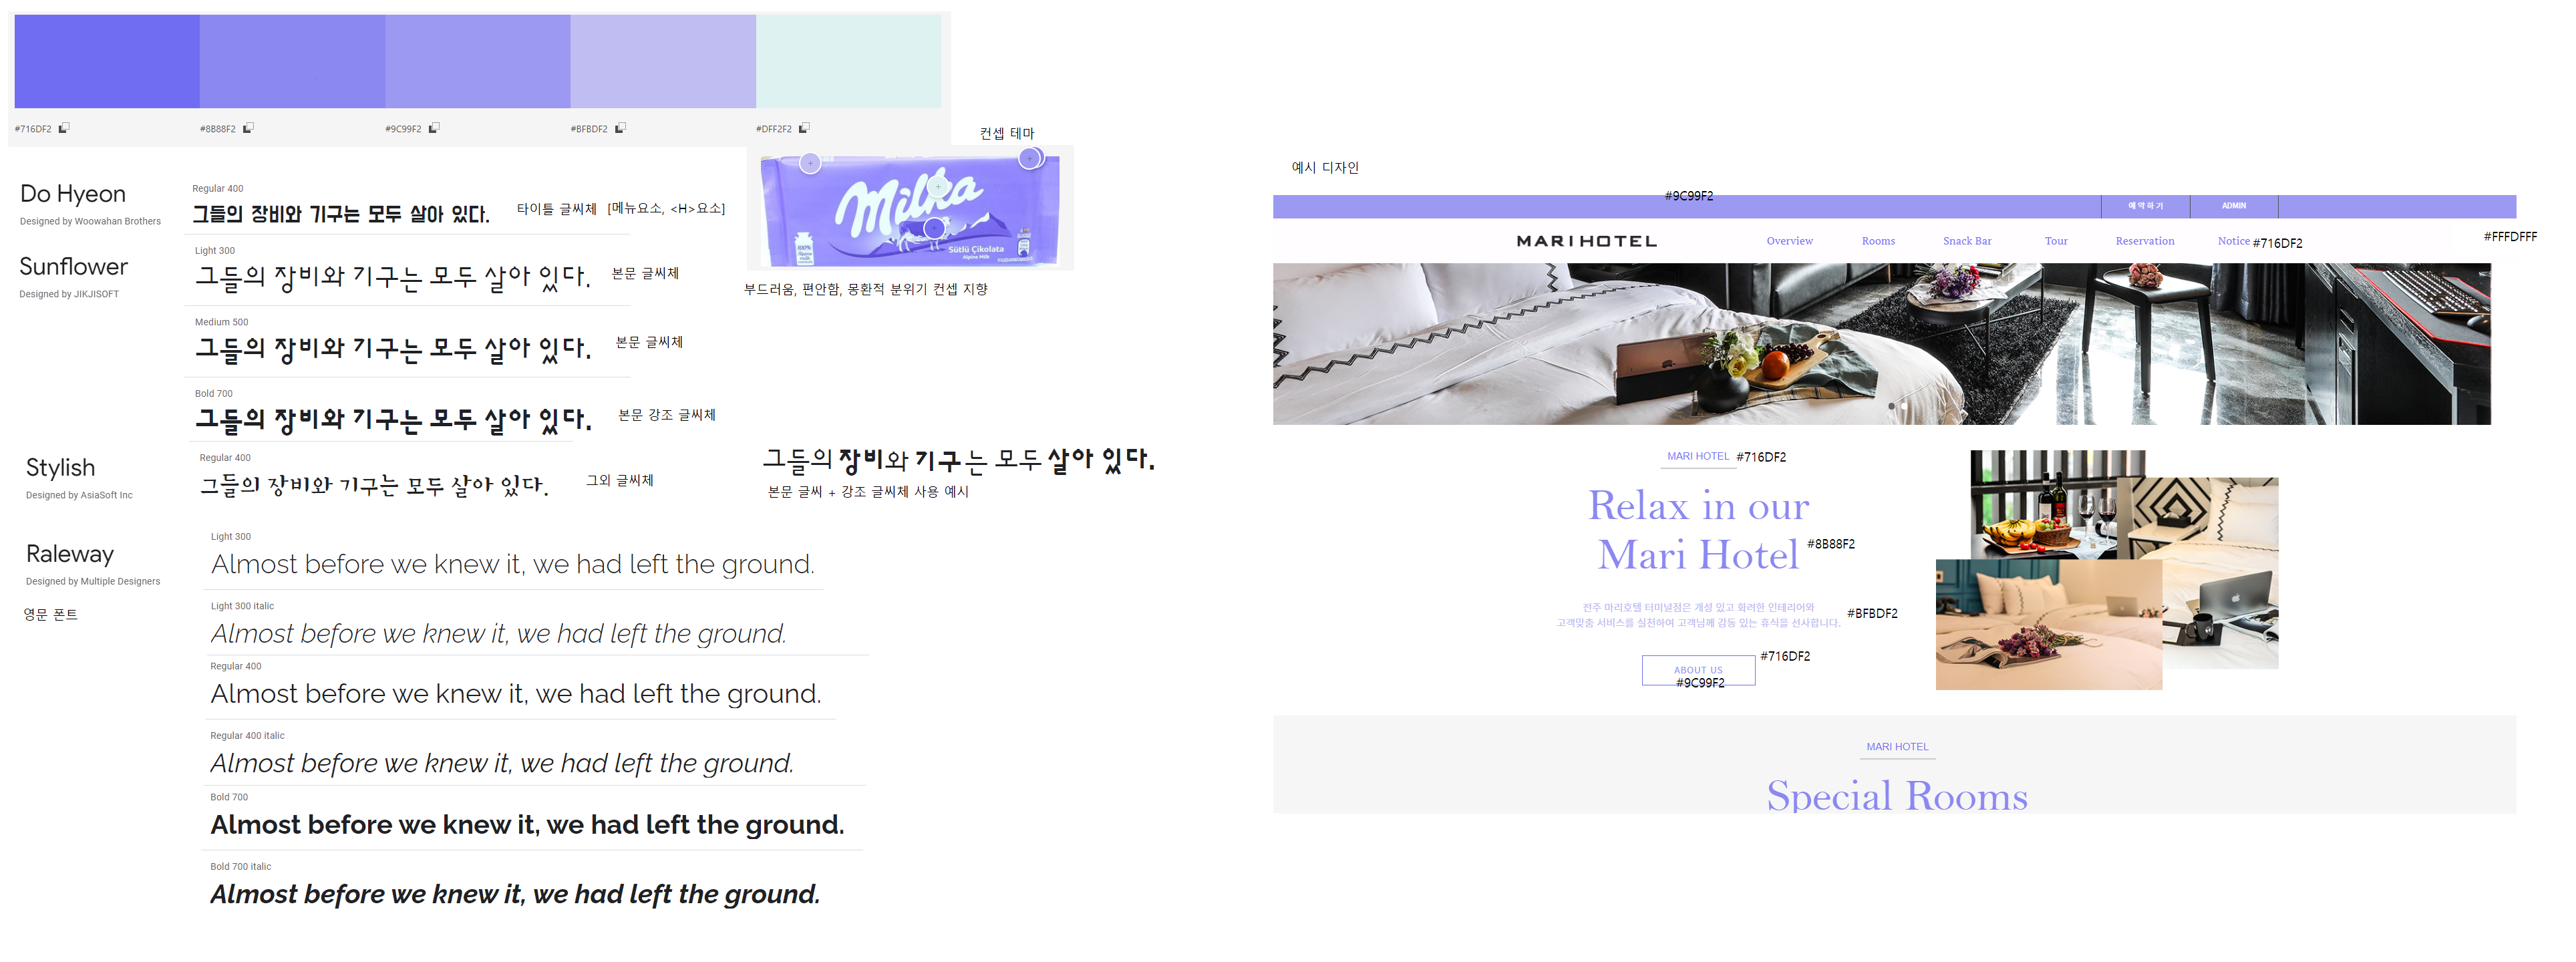 #716DF2
#8B88F2
#9C99F2
#BFBDF2
#DFF2F2
컨셉 테마
Milka
100% ALPINE MILK
Sütlü Çikolata
Alpine Milk
부드러움, 편안함, 몽환적 분위기 컨셉 지향
Do Hyeon
Designed by Woowahan Brothers
Regular 400
그들의 장비와 기구는 모두 살아 있다.
타이틀 글씨체 [메뉴요소, <H>요소]
Sunflower
Designed by JIKJISOFT
Light 300
그들의 장비와 기구는 모두 살아 있다.
본문 글씨체
Medium 500
그들의 장비와 기구는 모두 살아 있다.
본문 글씨체
Bold 700
그들의 장비와 기구는 모두 살아 있다.
본문 강조 글씨체
Stylish
Designed by AsiaSoft Inc
Regular 400
그들의 장비와 기구는 모두 살아 있다.
그외 글씨체
그들의 장비와 기구는 모두 살아 있다.
본문 글씨 + 강조 글씨체 사용 예시
Raleway
Designed by Multiple Designers
영문 폰트
Light 300
Almost before we knew it, we had left the ground.
Light 300 italic
Almost before we knew it, we had left the ground.
Regular 400
Almost before we knew it, we had left the ground.
Regular 400 italic
Almost before we knew it, we had left the ground.
Bold 700
Almost before we knew it, we had left the ground.
Bold 700 italic
Almost before we knew it, we had left the ground.
예시 디자인
#9C99F2
예약하기
ADMIN
MARI HOTEL
Overview
Rooms
Snack Bar
Tour
Reservation
Notice
#716DF2
#FFFDFFF
MARI HOTEL
#716DF2
Relax in our
Mari Hotel
#8B88F2
전주 마리호텔 터미널점은 개성 있고 화려한 인테리어와
고객맞춤 서비스를 실천하여 고객님께 감동 있는 휴식을 선사합니다.
#BFBDF2
#716DF2
ABOUT US
#9C99F2
MARI HOTEL
Special Rooms